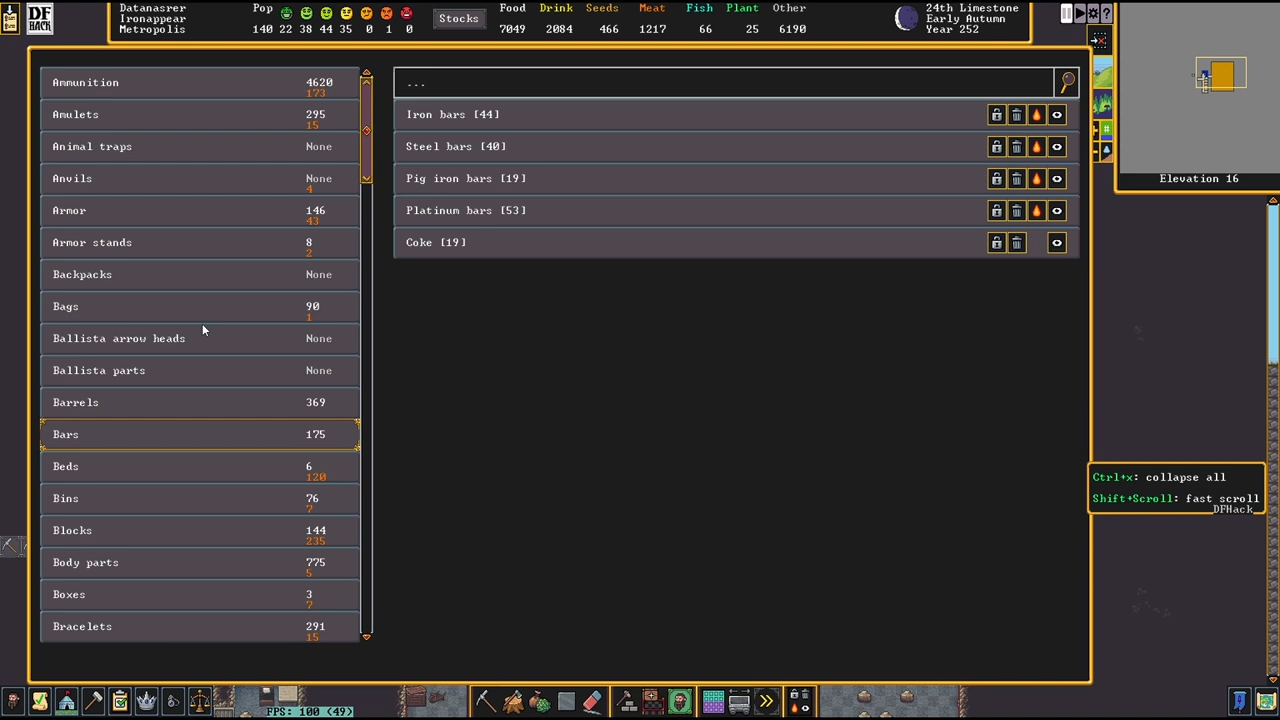 Datanasrer
Ironappear
Metropolis
Pop
140 22 38 44 35 0 1 0
Stocks
Food Drink Seeds Meat Fish Plant Other
7049 2084 466 1217 66 25 6190
24th Limestone
Early Autumn
Year 252
DF
HACK
Elevation 16
Ammunition 4620
173
Amulets 295
15
Animal traps None
Anvils None
4
Armor 146
43
Armor stands 8
2
Backpacks None
Bags 90
1
Ballista arrow heads None
Ballista parts None
Barrels 369
Bars 175
Beds 6
120
Bins 76
7
Blocks 144
235
Body parts 775
5
Boxes 3
7
Bracelets 291
15
...
Iron bars [44]
Steel bars [40]
Pig iron bars [19]
Platinum bars [53]
Coke [19]
Ctrl+x: collapse all
Shift+Scroll: fast scroll
DFHack
FPS: 100 (49)